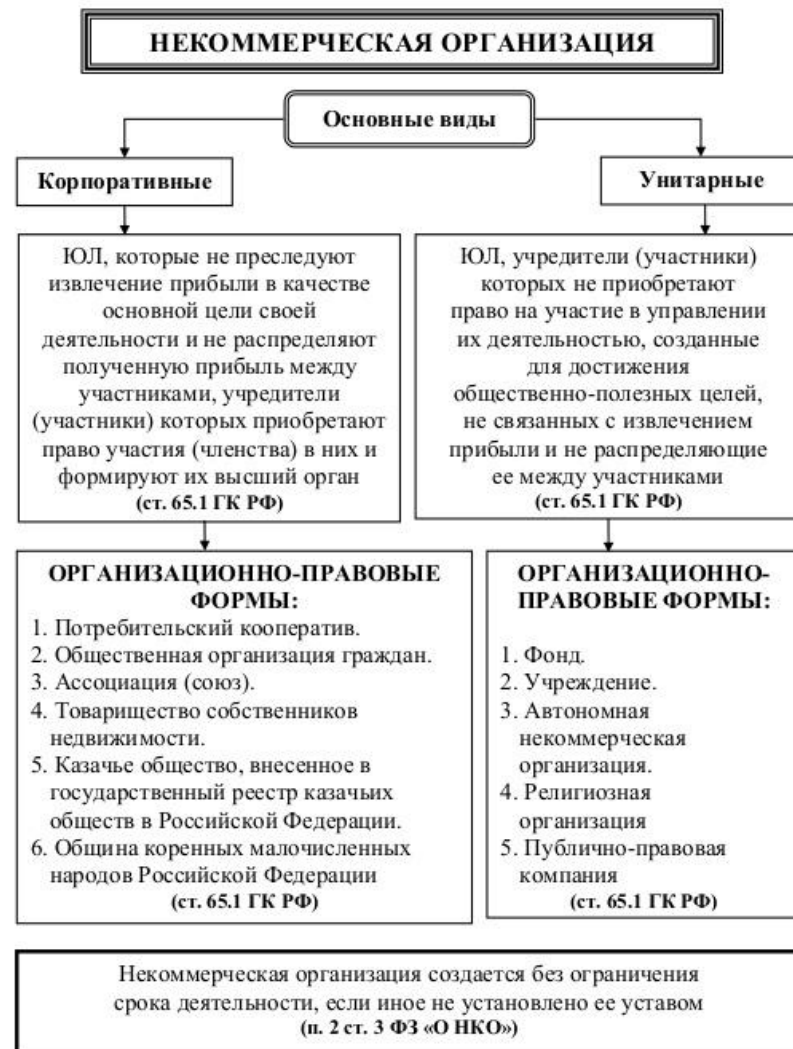 НЕКОММЕРЧЕСКАЯ ОРГАНИЗАЦИЯ
Основные виды
Корпоративные
Унитарные
ЮЛ, которые не преследуют
извлечение прибыли в качестве
основной цели своей
деятельности и не распределяют
полученную прибыль между
участниками, учредители
(участники) которых приобретают
право участия (членства) в них и
формируют их высший орган
(ст. 65.1 ГК РФ)
ЮЛ, учредители (участники)
которых не приобретают
право на участие в управлении
их деятельностью, созданные
для достижения
общественно-полезных целей,
не связанных с извлечением
прибыли и не распределяющие
ее между участниками
(ст. 65.1 ГК РФ)
ОРГАНИЗАЦИОННО-ПРАВОВЫЕ
ФОРМЫ:
1. Потребительский кооператив.
2. Общественная организация граждан.
3. Ассоциация (союз).
4. Товарищество собственников
недвижимости.
5. Казачье общество, внесенное в
государственный реестр казачьих
обществ в Российской Федерации.
6. Община коренных малочисленных
народов Российской Федерации
(ст. 65.1 ГК РФ)
ОРГАНИЗАЦИОННО-
ПРАВОВЫЕ ФОРМЫ:
1. Фонд.
2. Учреждение.
3. Автономная
некоммерческая
организация.
4. Религиозная
организация
5. Публично-правовая
компания
(ст. 65.1 ГК РФ)
Некоммерческая организация создается без ограничения
срока деятельности, если иное не установлено ее уставом
(п. 2 ст. 3 ФЗ «О НКО»)